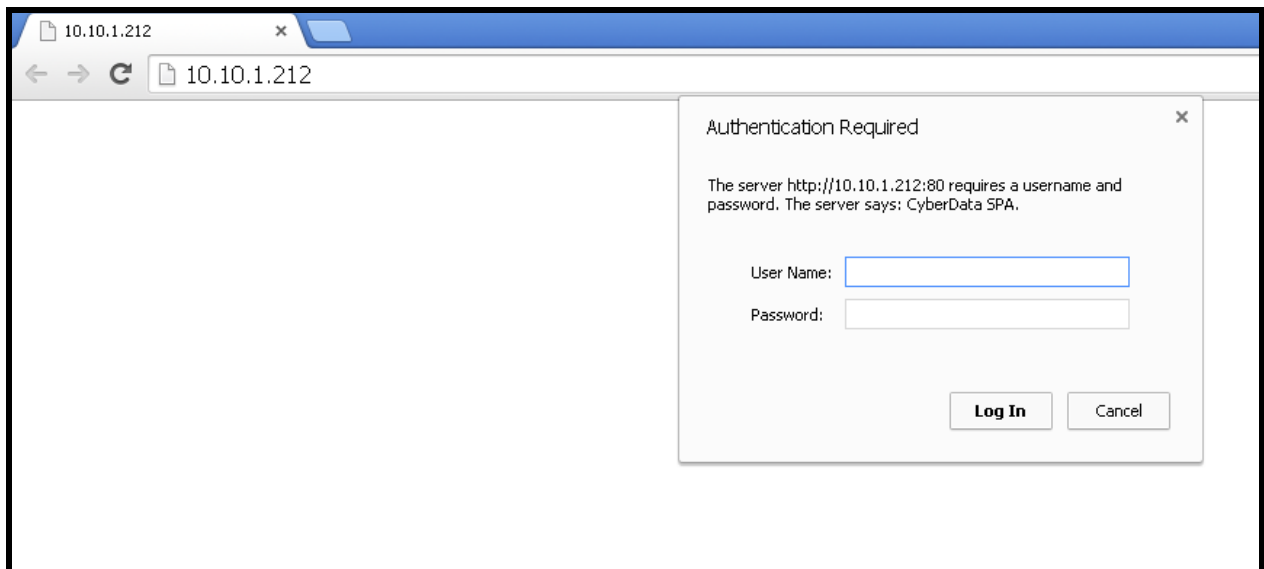 10.10.1.212
10.10.1.212
Authentication Required
The server http://10.10.1.212:80 requires a username and
password. The server says: CyberData SPA.
User Name:
Password:
Log In Cancel